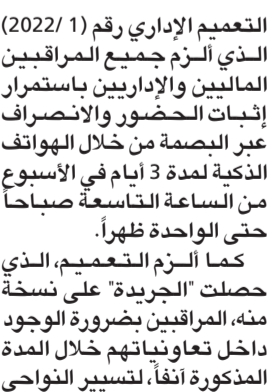 التعميم الإداري رقم (1 /2022)
الذي ألزم جميع المراقبين
الماليين والإداريين باستمرار
إثبات الحضور والانصراف
عبر البصمة من خلال الهواتف
الذكية لمدة 3 أيام في الأسبوع
من الساعة التاسعة صباحاً
حتى الواحدة ظهراً.
كما ألزم التعميم، الذي
حصلت "الجريدة" على نسخة
منه، المراقبين بضرورة الوجود
داخل تعاونياتهم خلال المدة
المذكورة آنفاً، لتسيير النواحي